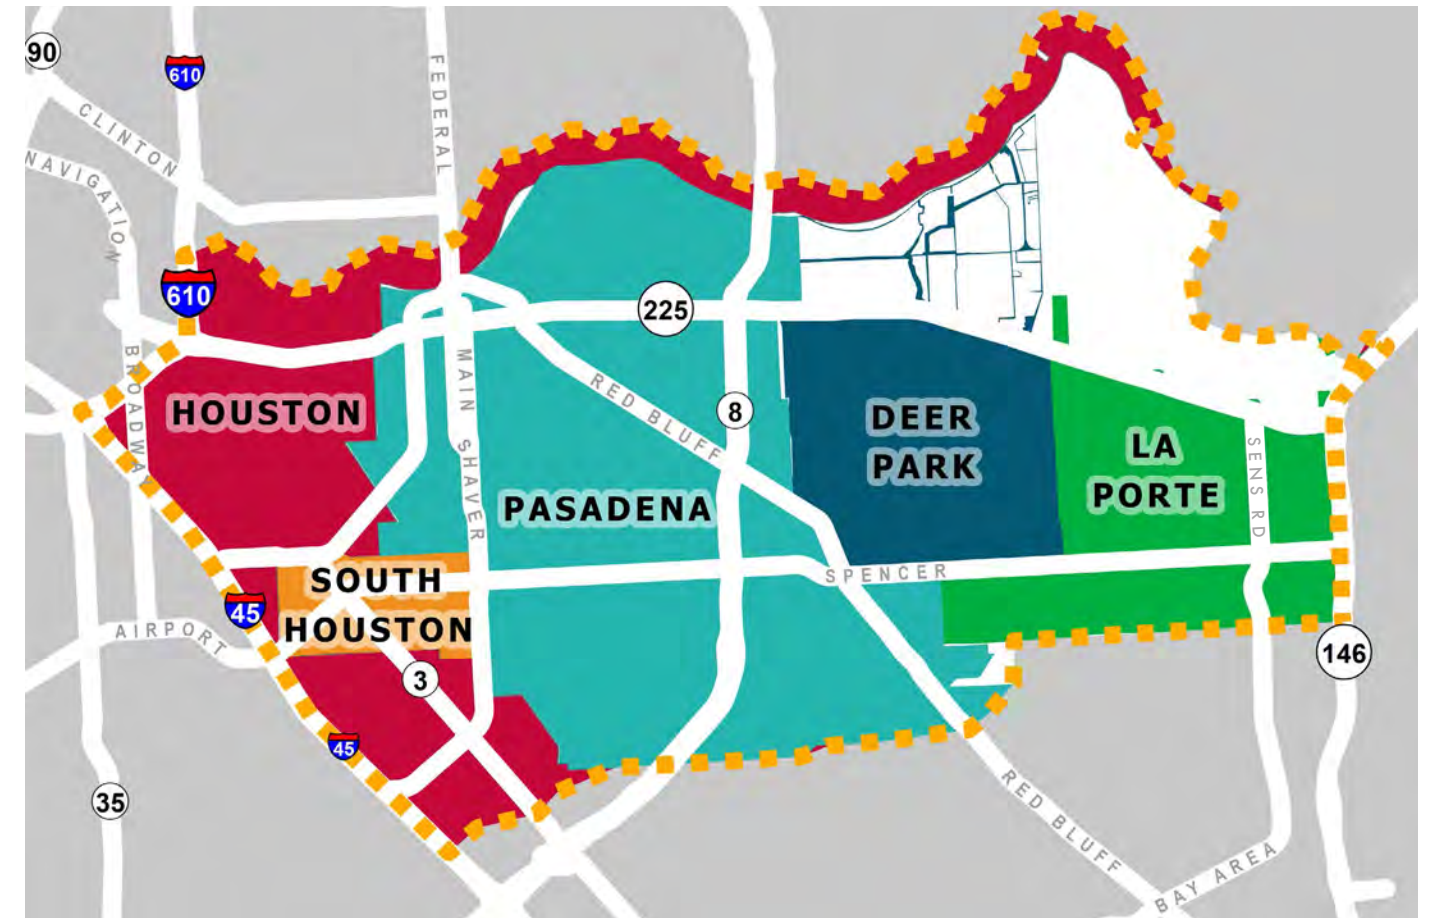 90
610
FEDERAL
CLINTON
NAVIGATION
610
225
BROADWAY
MAIN
RED BLUFF
8
HOUSTON
DEER
PARK
LA
PORTE
SHAVER
PASADENA
SENS RD
SOUTH
HOUSTON
SPENCER
45
AIRPORT
3
146
45
35
RED BLUFF
BAY AREA